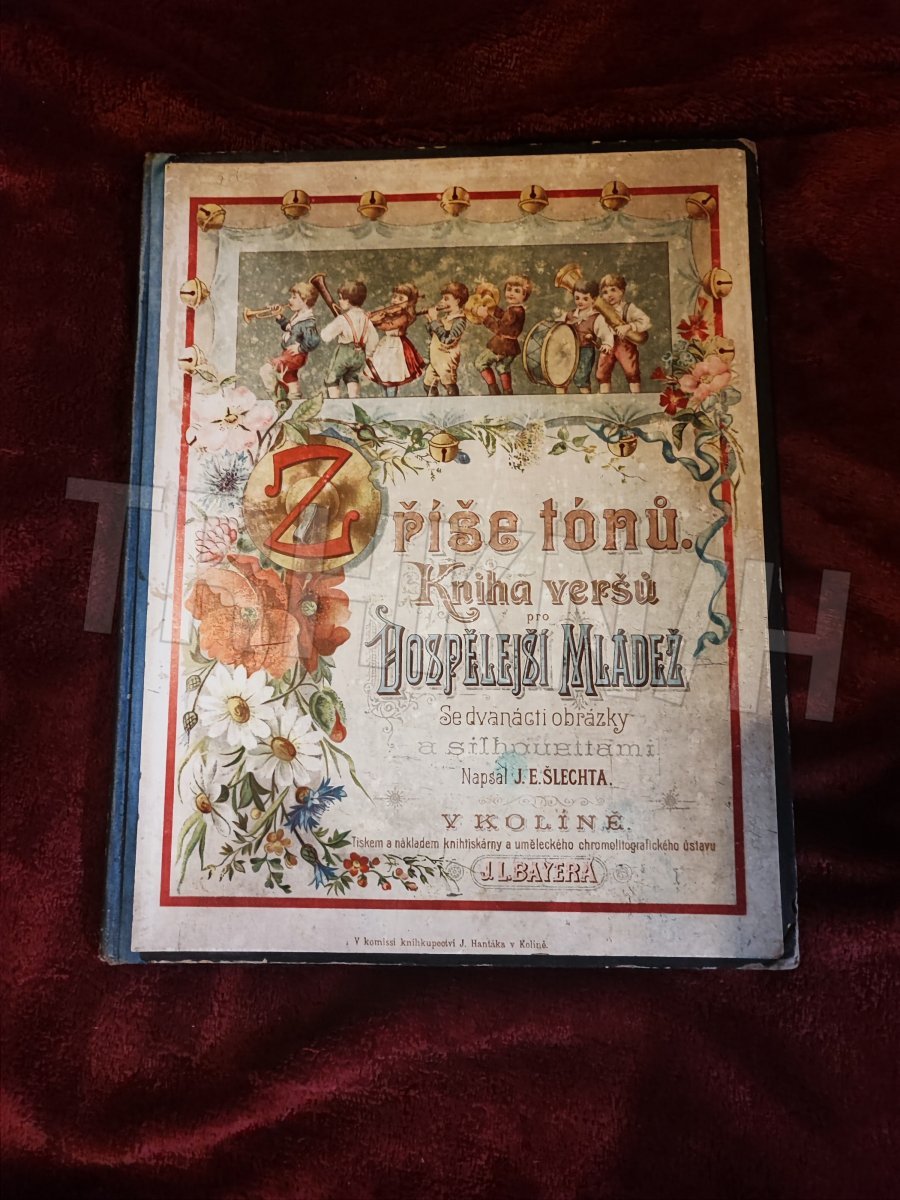 Z říše tónů.
Kniha veršů
pro
Dospělejší Mládež
Se dvanácti obrázky
a silhouettami
Napsal J. E. ŠLECHTA.
V KOLÍNĚ.
Tiskem a nákladem knihtiskárny a uměleckého chromolitografického ústavu
J. L. BAYERA
V komissi knihkupectví J. Hantáka v Kolíně.